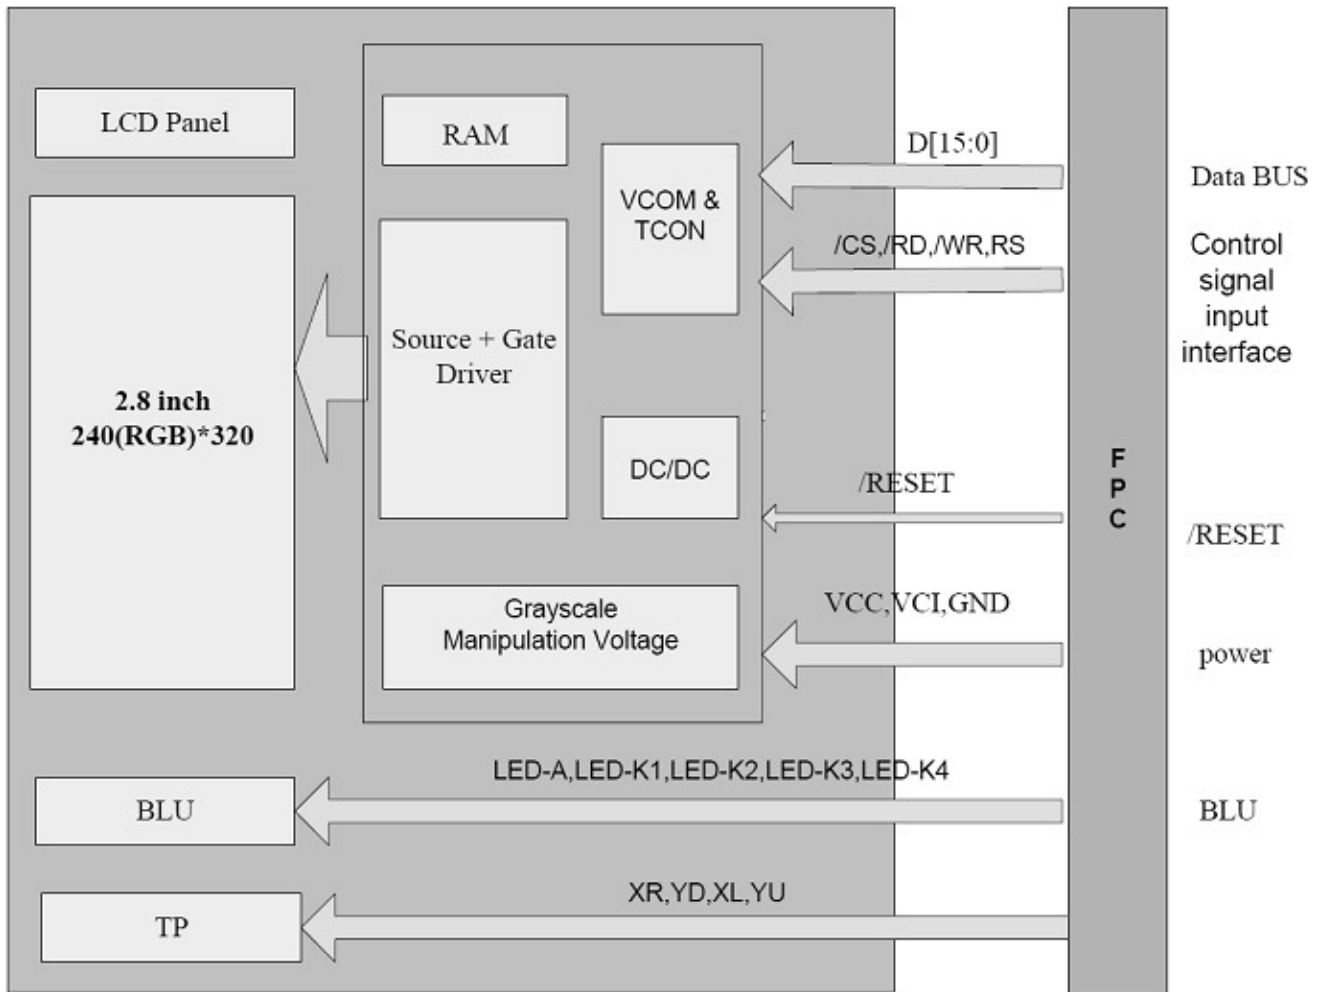 LCD Panel
RAM
VCOM &
TCON
D[15:0]
Data BUS
/CS,/RD,/WR,RS
Control
signal
input
interface
Source + Gate
Driver
2.8 inch
240(RGB)*320
DC/DC
/RESET
F
P
C
/RESET
Grayscale
Manipulation Voltage
VCC,VCI,GND
power
LED-A,LED-K1,LED-K2,LED-K3,LED-K4
BLU
BLU
XR,YD,XL,YU
TP